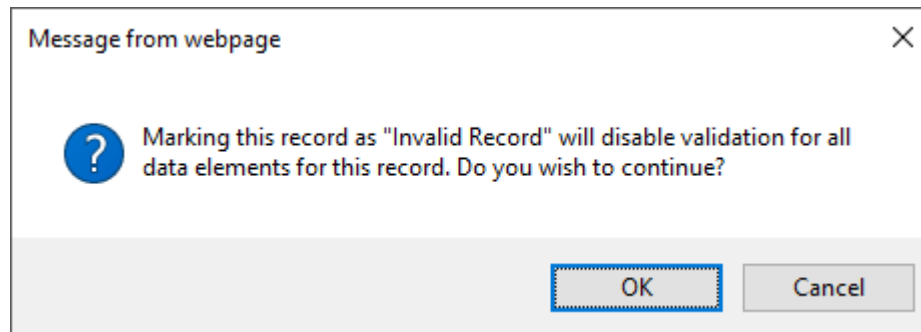 Message from webpage
Marking this record as "Invalid Record" will disable validation for all
data elements for this record. Do you wish to continue?
OK
Cancel